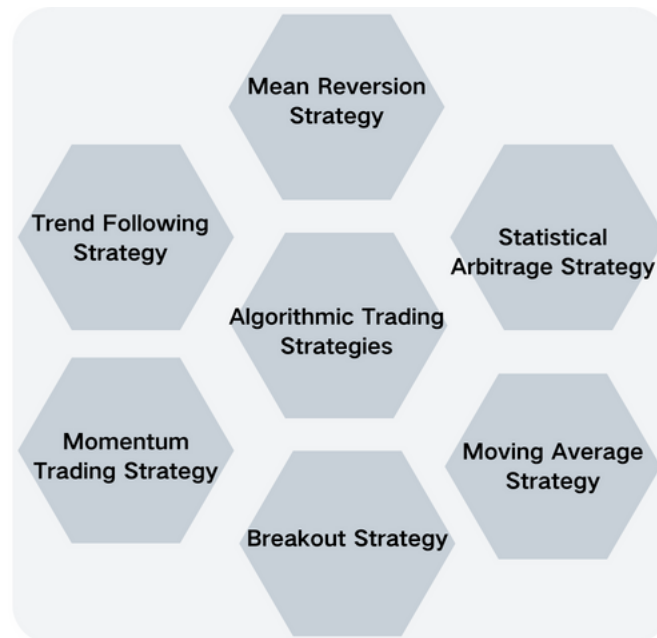 Mean Reversion
Strategy
Trend Following
Strategy
Statistical
Arbitrage Strategy
Algorithmic Trading
Strategies
Momentum
Trading Strategy
Moving Average
Strategy
Breakout Strategy